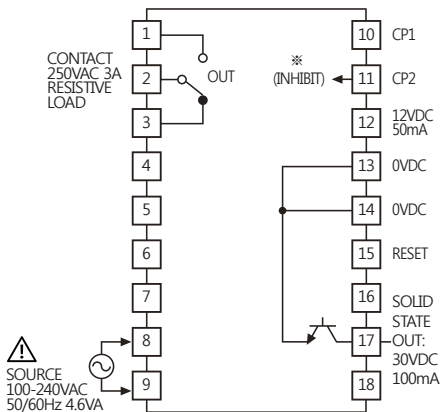 1
2
3
4
5
6
7
8
9
CONTACT
250VAC 3A
RESISTIVE
LOAD
OUT
SOURCE
100-240VAC
50/60Hz 4.6VA
※
(INHIBIT)
10 CP1
11 CP2
12 12VDC
50mA
13 0VDC
14 0VDC
15 RESET
16
17
18
SOLID
STATE
OUT:
30VDC
100mA